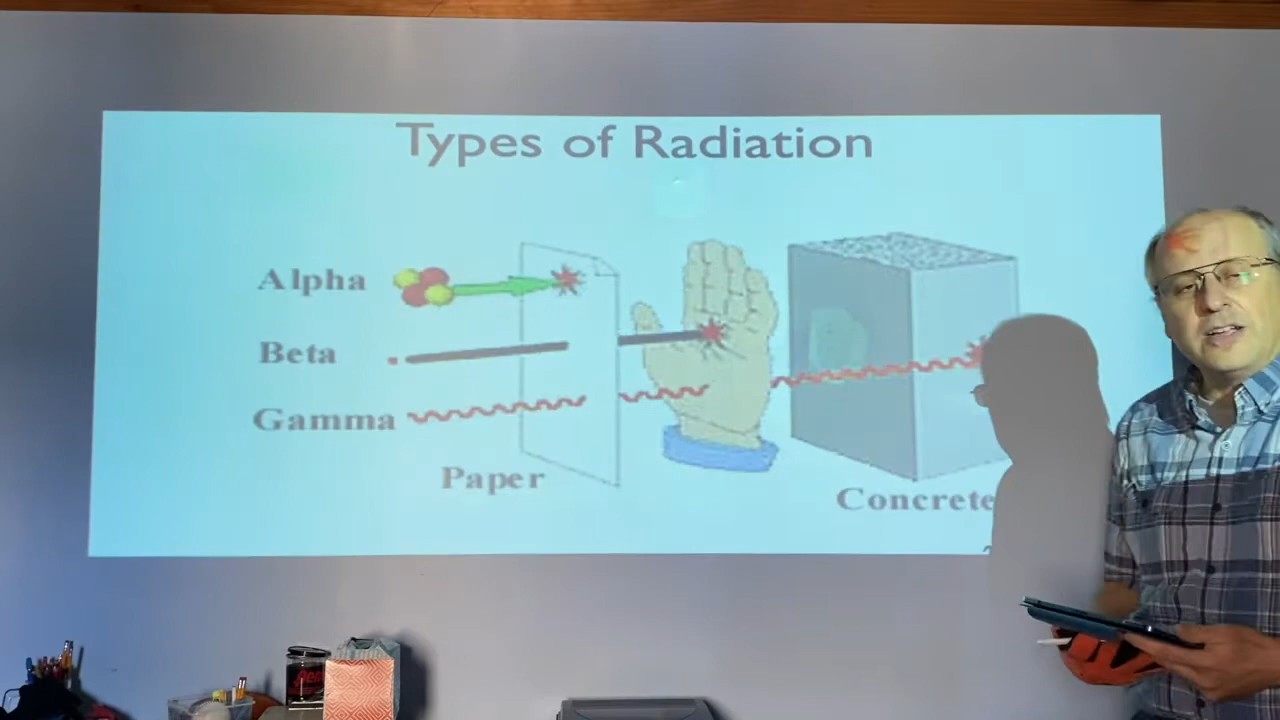 Types of Radiation
Alpha
Beta
Gamma
Paper
Concrete